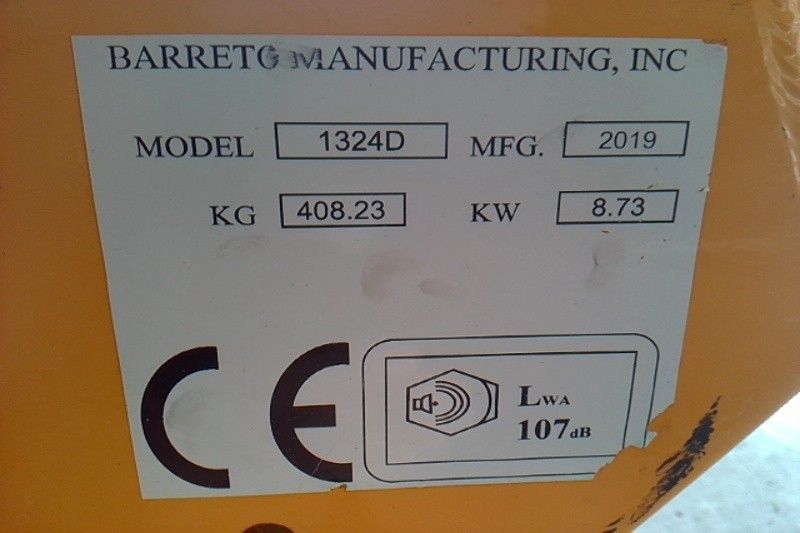 BARRETO MANUFACTURING, INC
MODEL 1324D MFG. 2019
KG 408.23 KW 8.73
CE
LWA
107dB